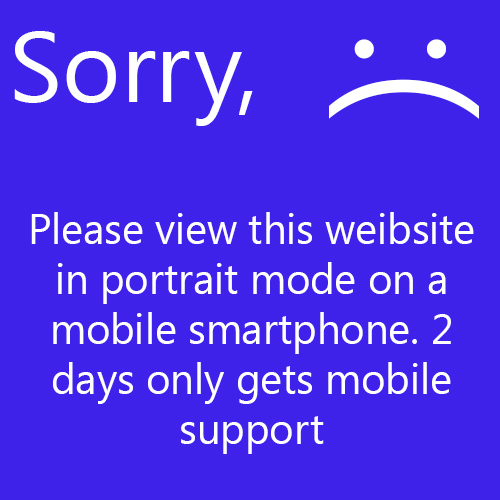 Sorry,
Please view this weibsite
in portrait mode on a
mobile smartphone. 2
days only gets mobile
support